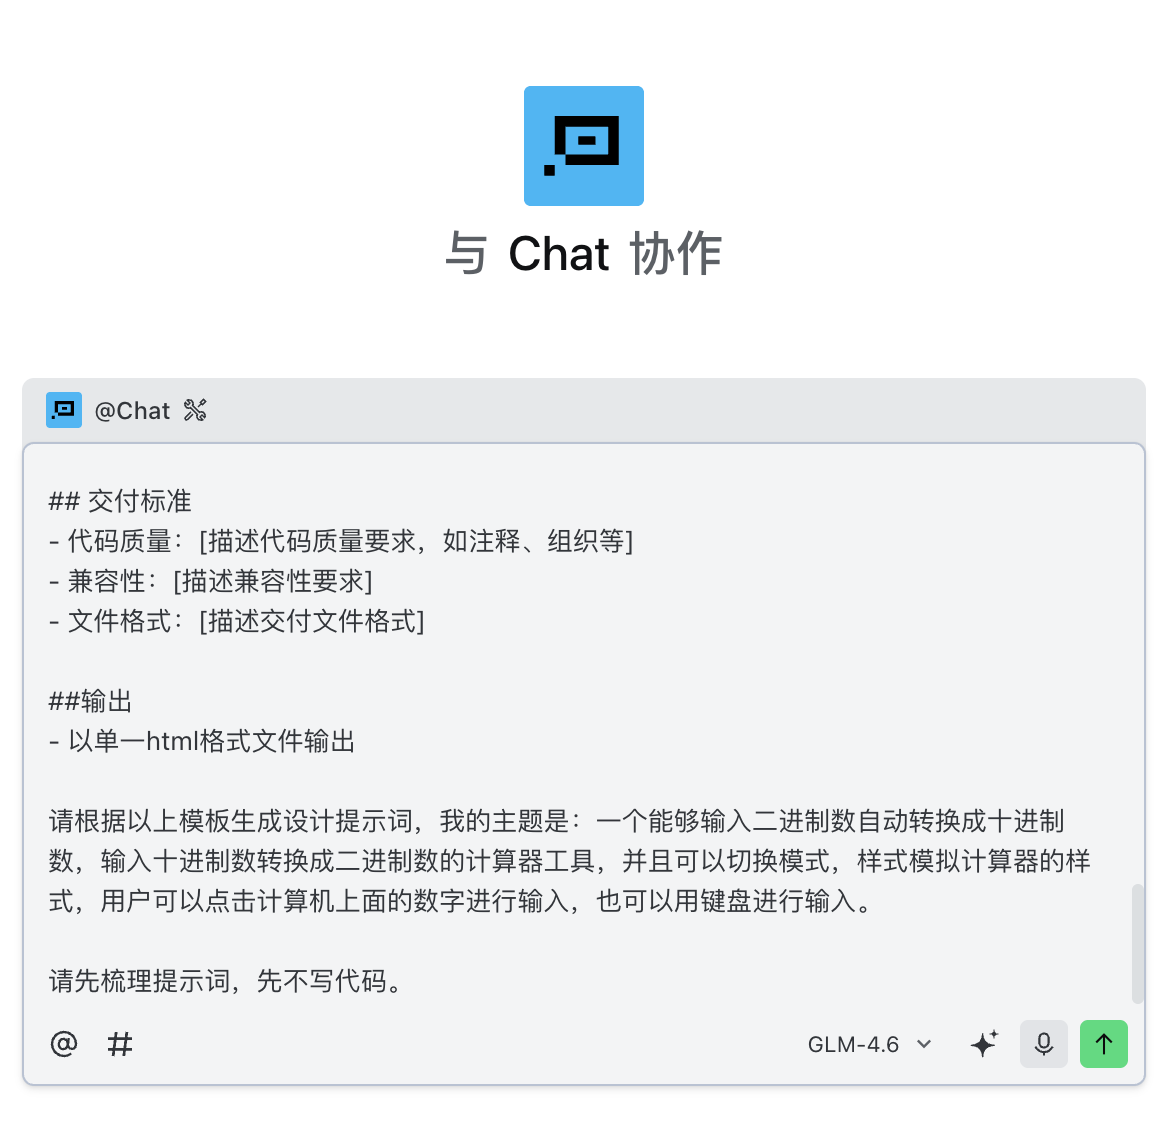 与 Chat 协作
@Chat
## 交付标准
- 代码质量：[描述代码质量要求，如注释、组织等]
- 兼容性：[描述兼容性要求]
- 文件格式：[描述交付文件格式]
##输出
- 以单一html格式文件输出
请根据以上模板生成设计提示词，我的主题是：一个能够输入二进制数自动转换成十进制
数，输入十进制数转换成二进制数的计算器工具，并且可以切换模式，样式模拟计算器的样
式，用户可以点击计算机上面的数字进行输入，也可以用键盘进行输入。
请先梳理提示词，先不写代码。
@ #
GLM-4.6